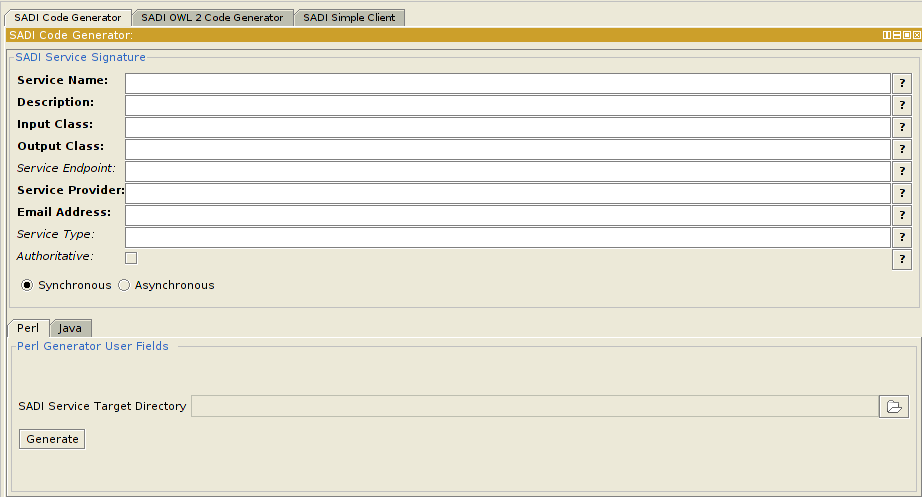 SADI Code Generator SADI OWL 2 Code Generator SADI Simple Client
SADI Code Generator:
SADI Service Signature
Service Name: ?
Description: ?
Input Class: ?
Output Class: ?
Service Endpoint: ?
Service Provider: ?
Email Address: ?
Service Type: ?
Authoritative: ?
Synchronous Asynchronous
Perl Java
Perl Generator User Fields
SADI Service Target Directory
Generate